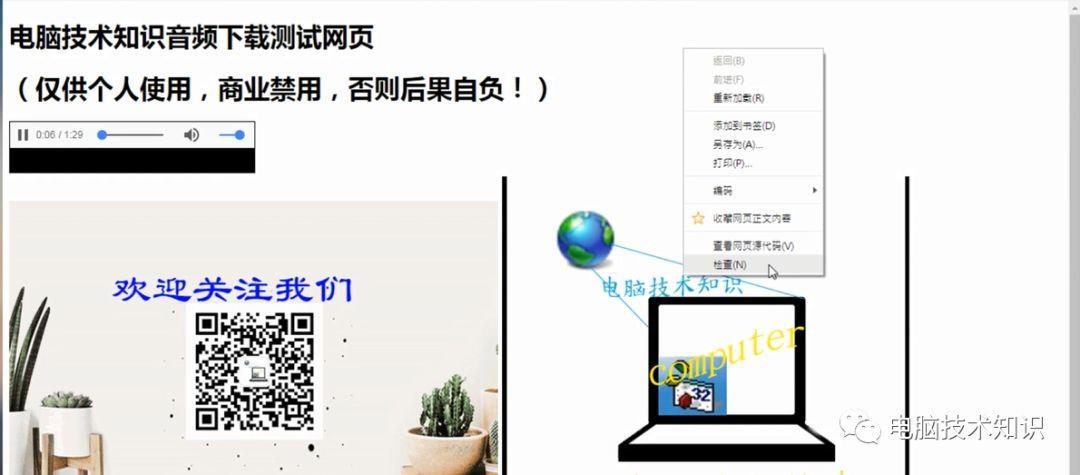 电脑技术知识音频下载测试网页
（仅供个人使用，商业禁用，否则后果自负！）
0:06 / 1:29
返回(B)
前进(F)
重新加载(R)
添加到书签(D)
另存为(A)...
打印(P)...
编码
收藏网页正文内容
查看网页源代码(V)
检查(N)
欢迎关注我们
电脑技术知识
computer
32
电脑技术知识